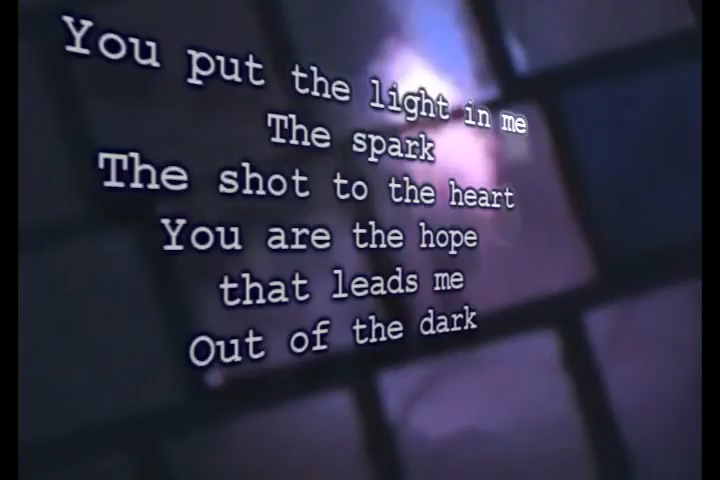 You put the light in me
The spark
The shot to the heart
You are the hope
that leads me
Out of the dark